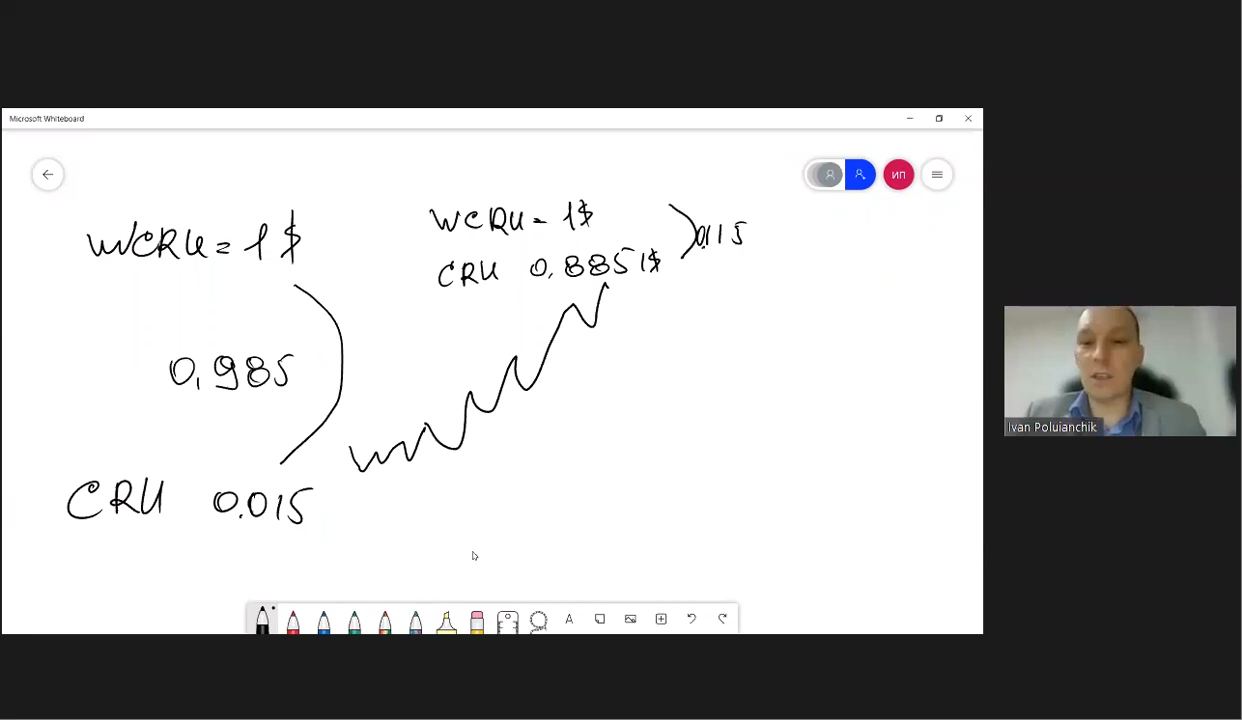 Microsoft Whiteboard
ИП
WCRU = 1$
0,985
CRU 0.015
WCRU = 1$
CRU 0,885 1$
0,115
Ivan Poluianchik
A